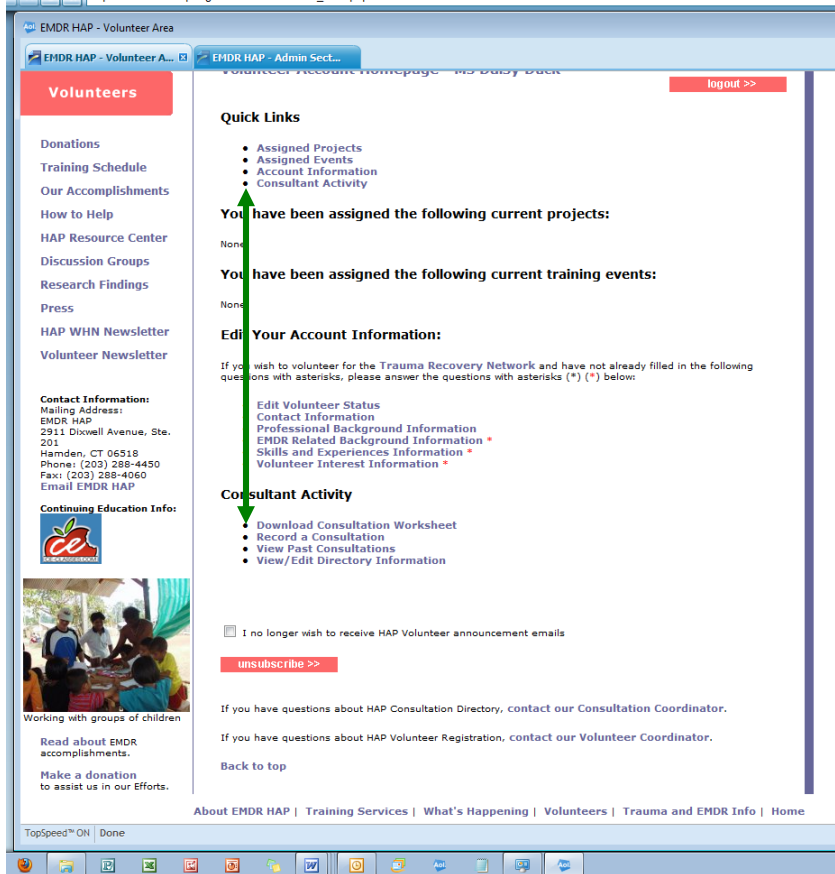 EMDR HAP - Volunteer Area
EMDR HAP - Volunteer A...
EMDR HAP - Admin Sect...
Volunteers
Volunteer Account Homepage - Ms Daisy Duck
logout >>
Donations
Training Schedule
Our Accomplishments
How to Help
HAP Resource Center
Discussion Groups
Research Findings
Press
HAP WHN Newsletter
Volunteer Newsletter
Contact Information:
Mailing Address:
EMDR HAP
2911 Dixwell Avenue, Ste.
201
Hamden, CT 06518
Phone: (203) 288-4450
Fax: (203) 288-4060
Email EMDR HAP
Continuing Education Info:
ce
CE-CLASSES.COM
Working with groups of children
Read about EMDR
accomplishments.
Make a donation
to assist us in our Efforts.
Quick Links
Assigned Projects
Assigned Events
Account Information
Consultant Activity
You have been assigned the following current projects:
None
You have been assigned the following current training events:
None
Edit Your Account Information:
If you wish to volunteer for the Trauma Recovery Network and have not already filled in the following
questions with asterisks, please answer the questions with asterisks (*) (*) below:
Edit Volunteer Status
Contact Information
Professional Background Information
EMDR Related Background Information *
Skills and Experiences Information *
Volunteer Interest Information *
Consultant Activity
Download Consultation Worksheet
Record a Consultation
View Past Consultations
View/Edit Directory Information
I no longer wish to receive HAP Volunteer announcement emails
unsubscribe >>
If you have questions about HAP Consultation Directory, contact our Consultation Coordinator.
If you have questions about HAP Volunteer Registration, contact our Volunteer Coordinator.
Back to top
About EMDR HAP | Training Services | What's Happening | Volunteers | Trauma and EMDR Info | Home
TopSpeed™ ON Done